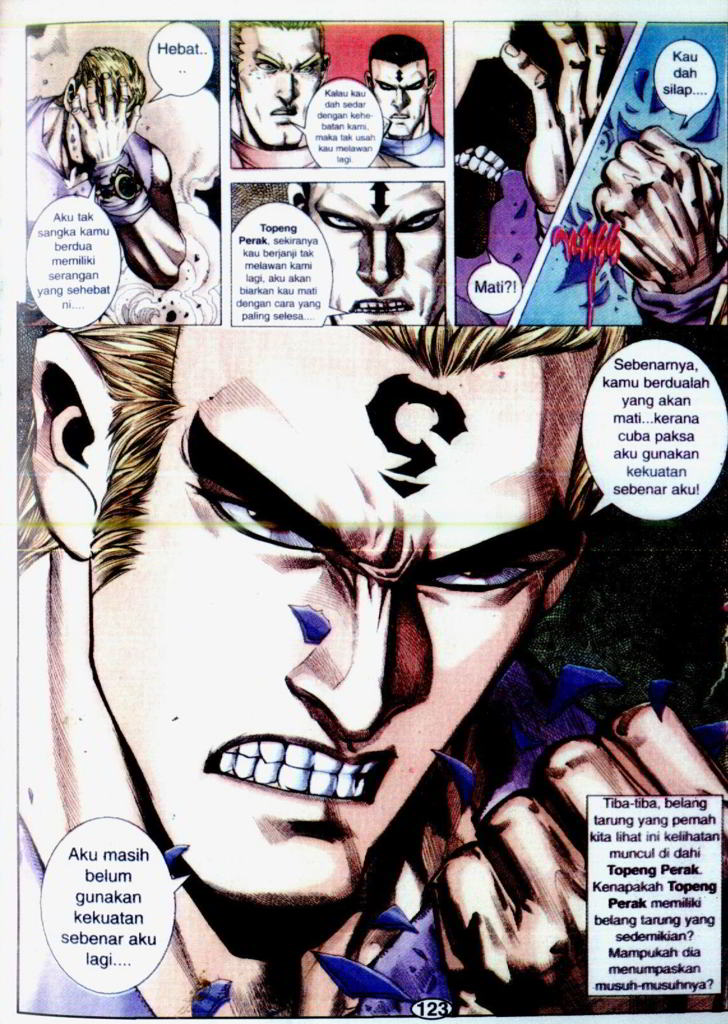 Hebat..
..
Aku tak
sangka kamu
berdua
memiliki
serangan
yang sehebat
ni....
Kalau kau
dah sedar
dengan kehe-
batan kami,
maka tak usah
kau melawan
lagi.
Topeng
Perak, sekiranya
kau berjanji tak
melawan kami
lagi, aku akan
biarkan kau mati
dengan cara yang
paling selesa....
Mati?!
Kau
dah
silap....
Sebenarnya,
kamu berdualah
yang akan
mati...kerana
cuba paksa
aku gunakan
kekuatan
sebenar aku!
Aku masih
belum
gunakan
kekuatan
sebenar aku
lagi....
Tiba-tiba, belang
tarung yang pernah
kita lihat ini kelihatan
muncul di dahi
Topeng Perak.
Kenapakah Topeng
Perak memiliki
belang tarung yang
sedemikian?
Mampukah dia
menumpaskan
musuh-musuhnya?
123